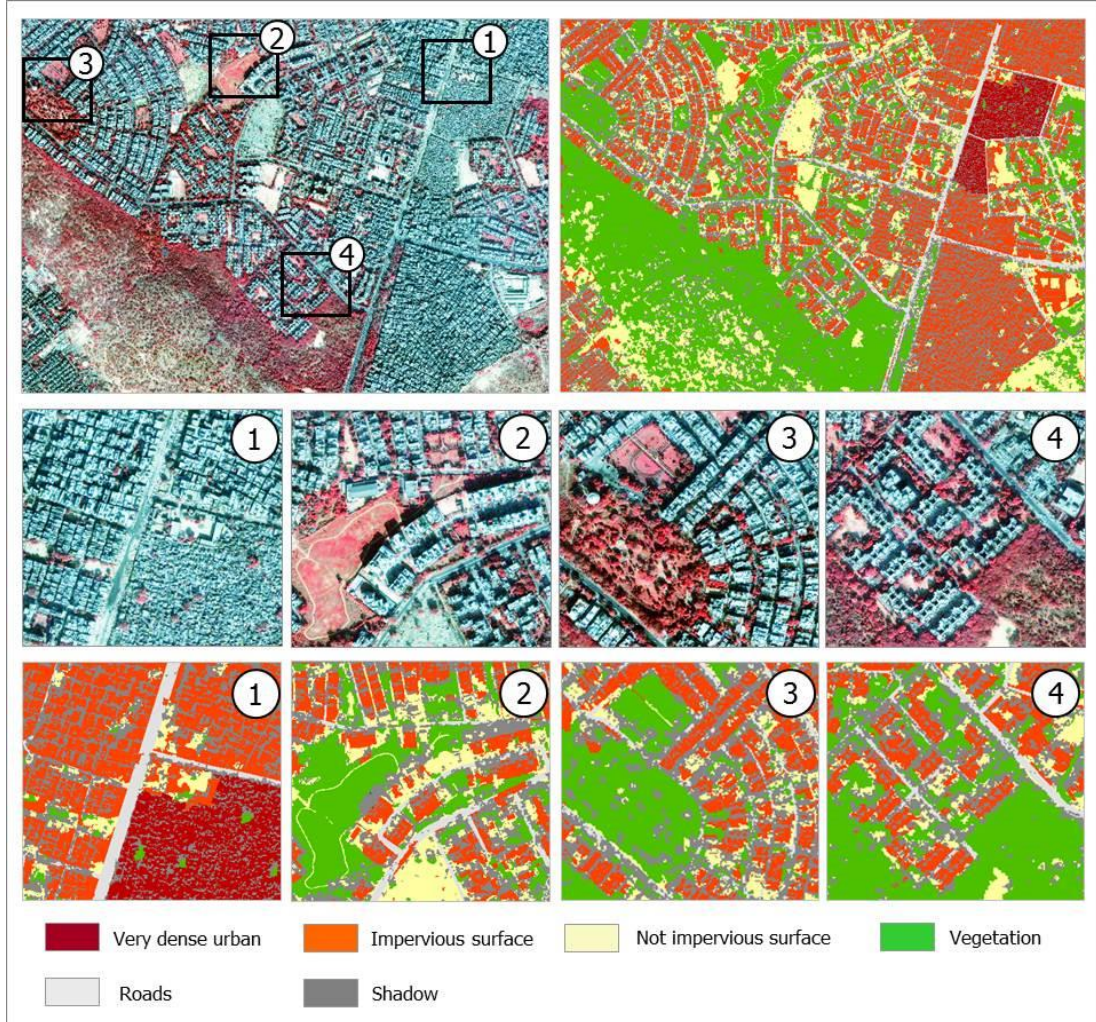 1
2
3
4
1
2
3
4
1
2
3
4
Very dense urban
Impervious surface
Not impervious surface
Vegetation
Roads
Shadow